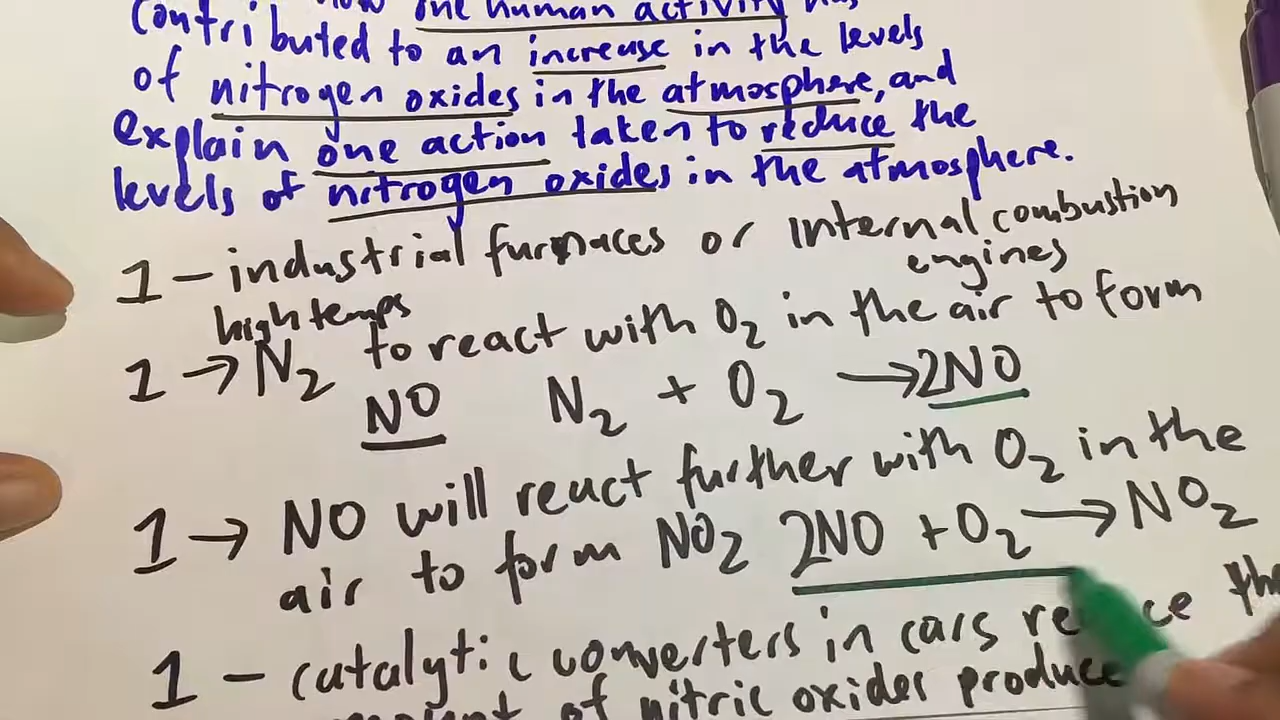 one human activity has
contributed to an increase in the levels
of nitrogen oxides in the atmosphere, and
explain one action taken to reduce the
levels of nitrogen oxides in the atmosphere.
1 - industrial furnaces or internal combustion
engines
high temps
1 → N2 to react with O2 in the air to form
NO N2 + O2 → 2NO
1 → NO will react further with O2 in the
air to form NO2 2NO + O2 → NO2
1 - catalytic converters in cars the
of nitric oxides produce